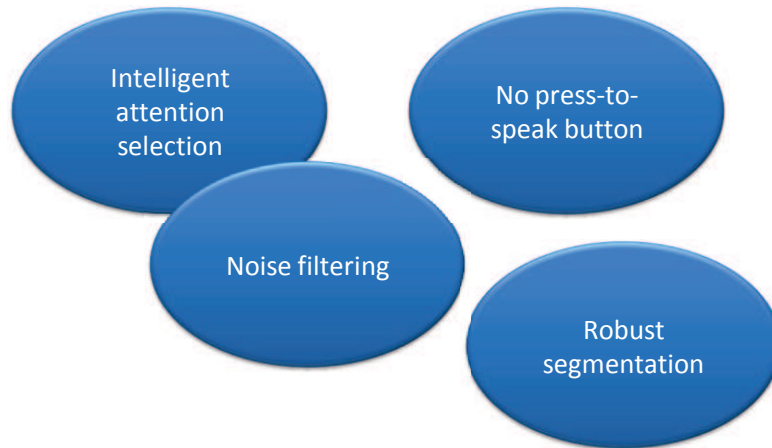 Intelligent
attention
selection
No press-to-
speak button
Noise filtering
Robust
segmentation